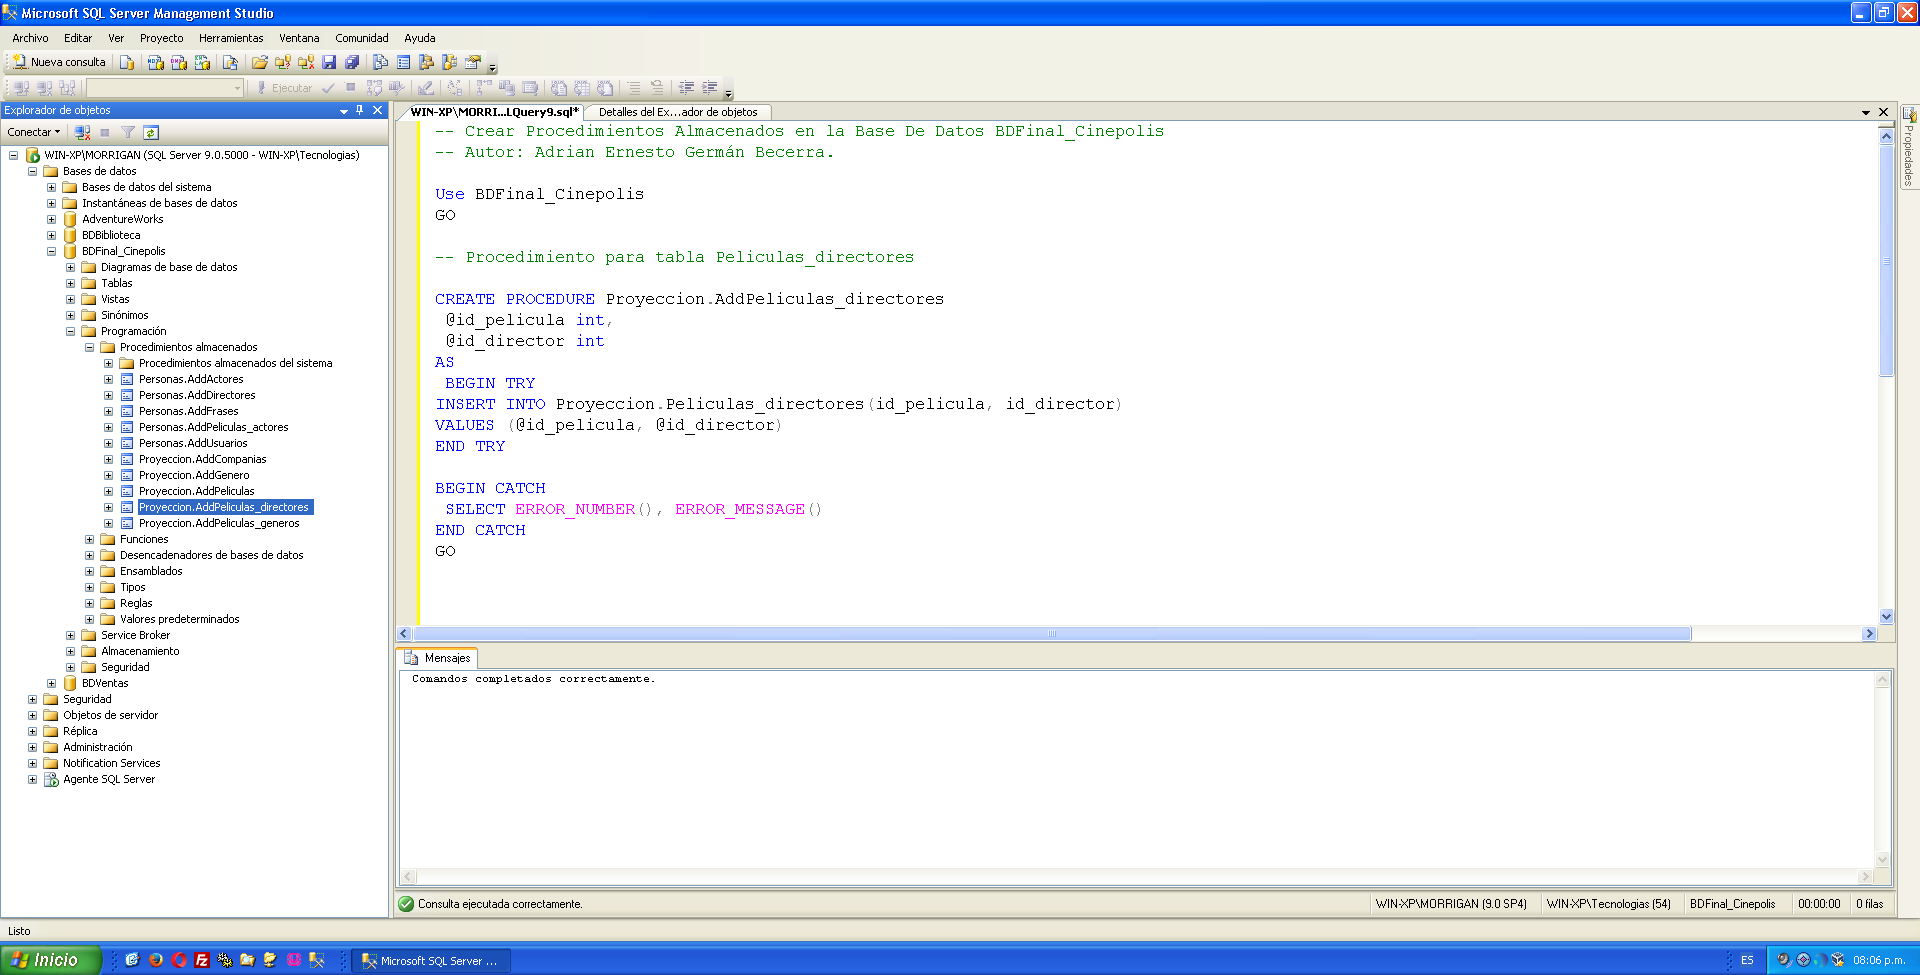 Microsoft SQL Server Management Studio
Archivo Editar Ver Proyecto Herramientas Ventana Comunidad Ayuda
Nueva consulta
Ejecutar
Explorador de objetos
Conectar
WIN-XP\MORRIGAN (SQL Server 9.0.5000 - WIN-XP\Tecnologias)
Bases de datos
Bases de datos del sistema
Instantáneas de bases de datos
AdventureWorks
BDBiblioteca
BDFinal_Cinepolis
Diagramas de base de datos
Tablas
Vistas
Sinónimos
Programación
Procedimientos almacenados
Procedimientos almacenados del sistema
Personas.AddActores
Personas.AddDirectores
Personas.AddFrases
Personas.AddPeliculas_actores
Personas.AddUsuarios
Proyeccion.AddCompanias
Proyeccion.AddGenero
Proyeccion.AddPeliculas
Proyeccion.AddPeliculas_directores
Proyeccion.AddPeliculas_generos
Funciones
Desencadenadores de bases de datos
Ensamblados
Tipos
Reglas
Valores predeterminados
Service Broker
Almacenamiento
Seguridad
BDVentas
Seguridad
Objetos de servidor
Réplica
Administración
Notification Services
Agente SQL Server
WIN-XP\MORRI...LQuery9.sql* Detalles del Ex...ador de objetos
-- Crear Procedimientos Almacenados en la Base De Datos BDFinal_Cinepolis
-- Autor: Adrian Ernesto Germán Becerra.
Use BDFinal_Cinepolis
GO
-- Procedimiento para tabla Peliculas_directores
CREATE PROCEDURE Proyeccion.AddPeliculas_directores
@id_pelicula int,
@id_director int
AS
BEGIN TRY
INSERT INTO Proyeccion.Peliculas_directores(id_pelicula, id_director)
VALUES (@id_pelicula, @id_director)
END TRY
BEGIN CATCH
SELECT ERROR_NUMBER(), ERROR_MESSAGE()
END CATCH
GO
Propiedades
Mensajes
Comandos completados correctamente.
Consulta ejecutada correctamente. WIN-XP\MORRIGAN (9.0 SP4) WIN-XP\Tecnologias (54) BDFinal_Cinepolis 00:00:00 0 filas
Listo
Inicio Microsoft SQL Server ... ES 08:06 p.m.